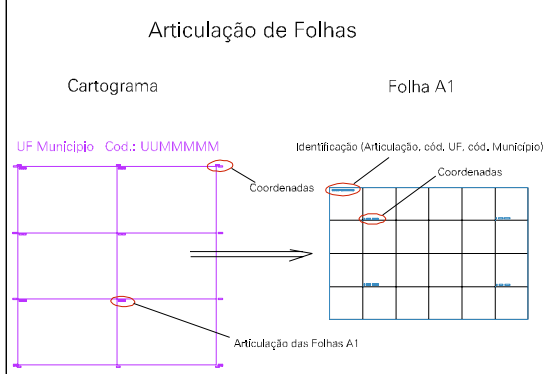 Articulação de Folhas
Cartograma
Folha A1
UF Município Cod.: UUMMMMM
Identificação (Articulação, cód. UF, cód. Município)
Coordenadas
Coordenadas
Articulação das Folhas A1